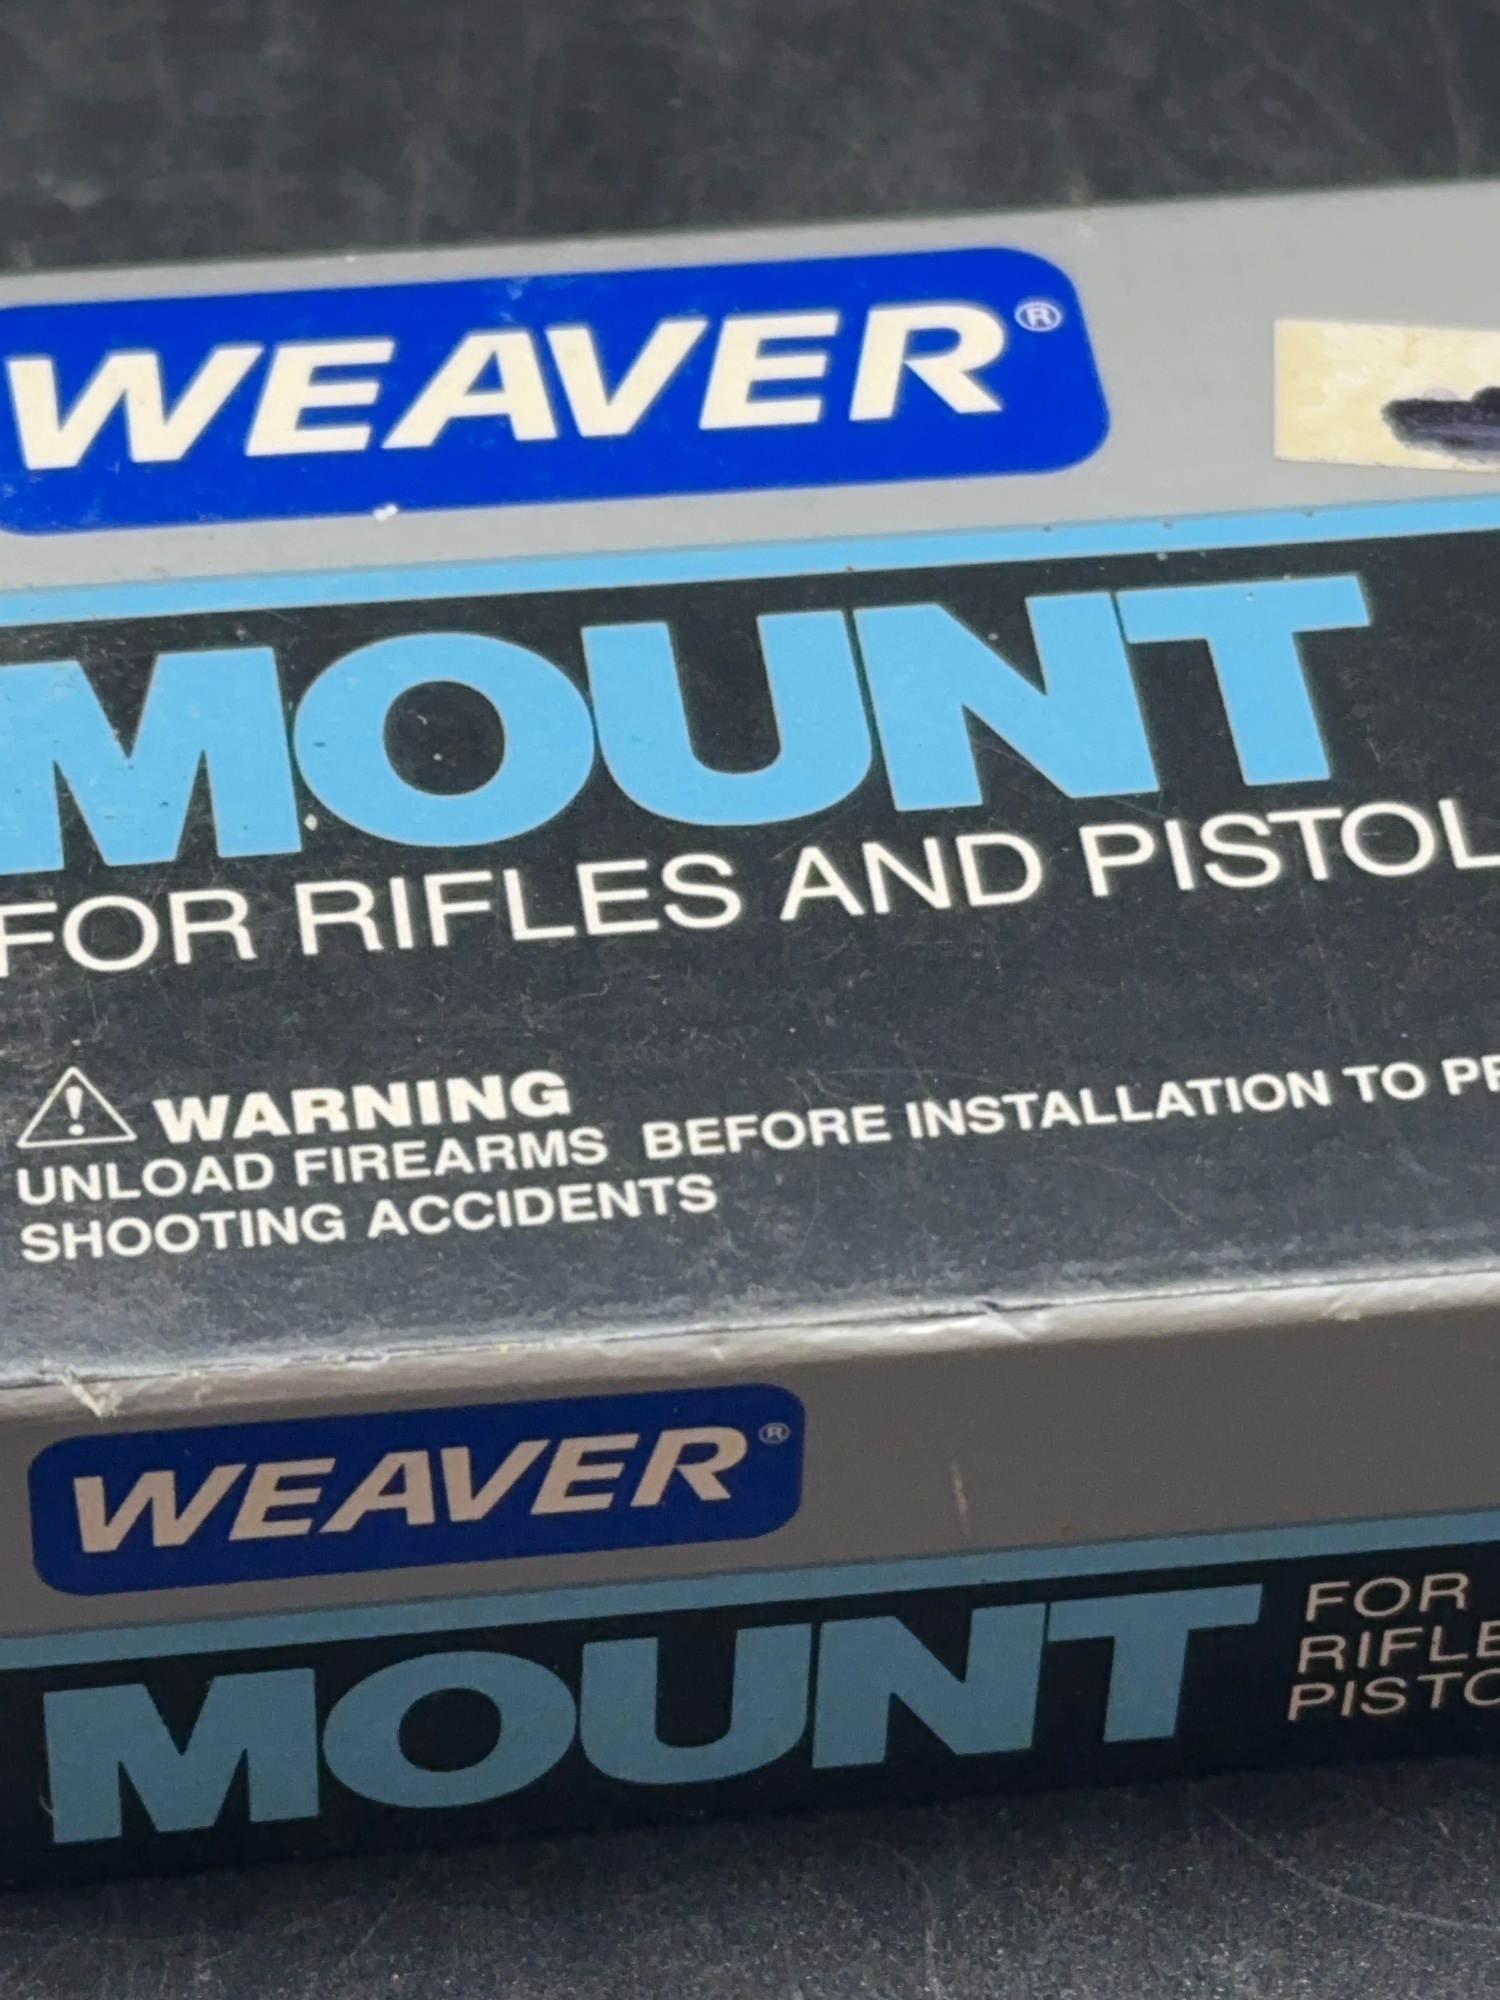 WEAVER®
MOUNT
FOR RIFLES AND PISTOL
WARNING
UNLOAD FIREARMS BEFORE INSTALLATION TO
SHOOTING ACCIDENTS
WEAVER®
MOUNT
FOR
RIFLE
PISTO